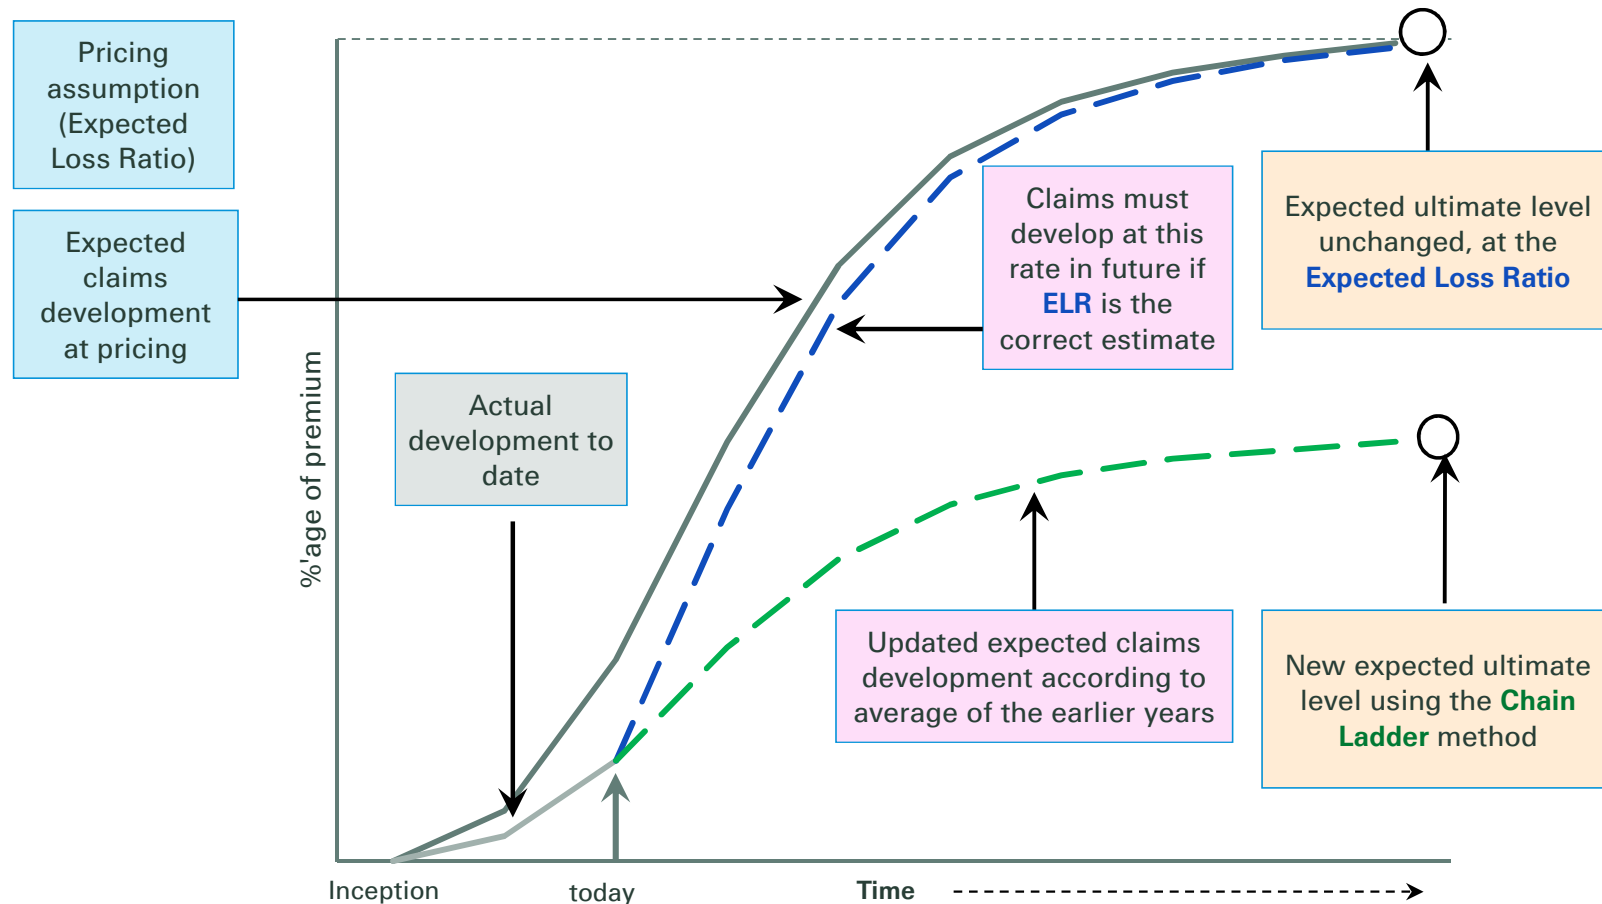 Pricing
assumption
(Expected
Loss Ratio)
Expected
claims
development
at pricing
Actual
development to
date
Claims must
develop at this
rate in future if
ELR is the
correct estimate
Expected ultimate level
unchanged, at the
Expected Loss Ratio
Updated expected claims
development according to
average of the earlier years
New expected ultimate
level using the Chain
Ladder method
%'age of premium
Inception
today
Time